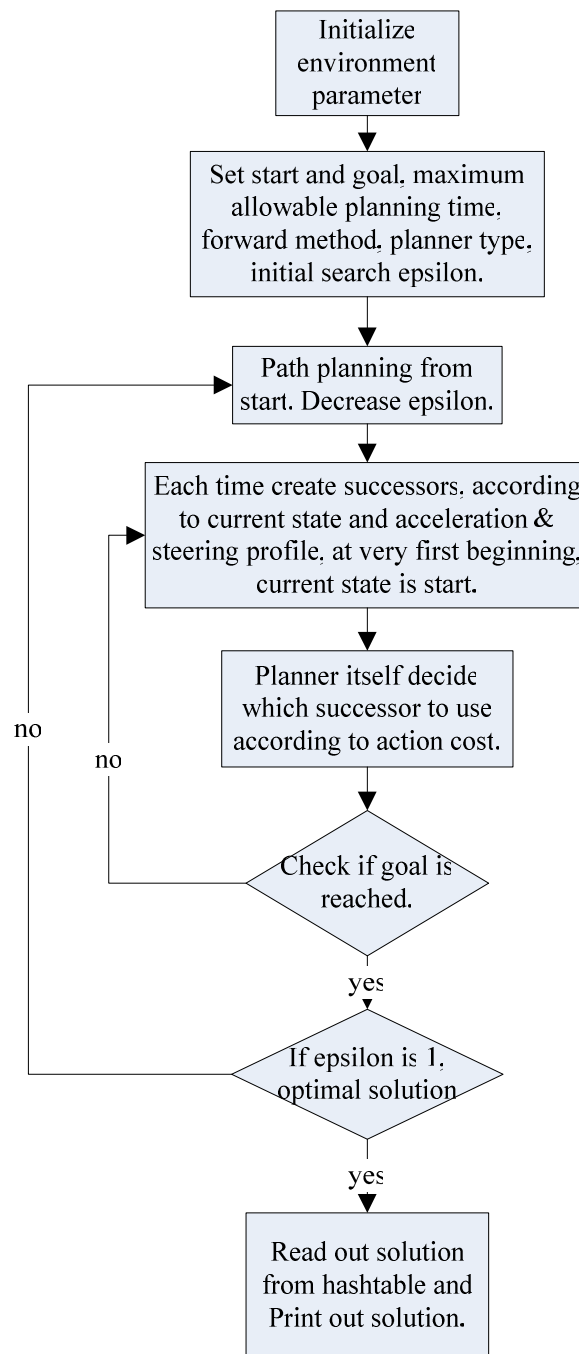 Initialize
environment
parameter
Set start and goal, maximum
allowable planning time,
forward method, planner type,
initial search epsilon.
Path planning from
start. Decrease epsilon.
Each time create successors, according
to current state and acceleration &
steering profile, at very first beginning,
current state is start.
Planner itself decide
which successor to use
according to action cost.
no
no
Check if goal is
reached.
yes
If epsilon is 1,
optimal solution
yes
Read out solution
from hashtable and
Print out solution.